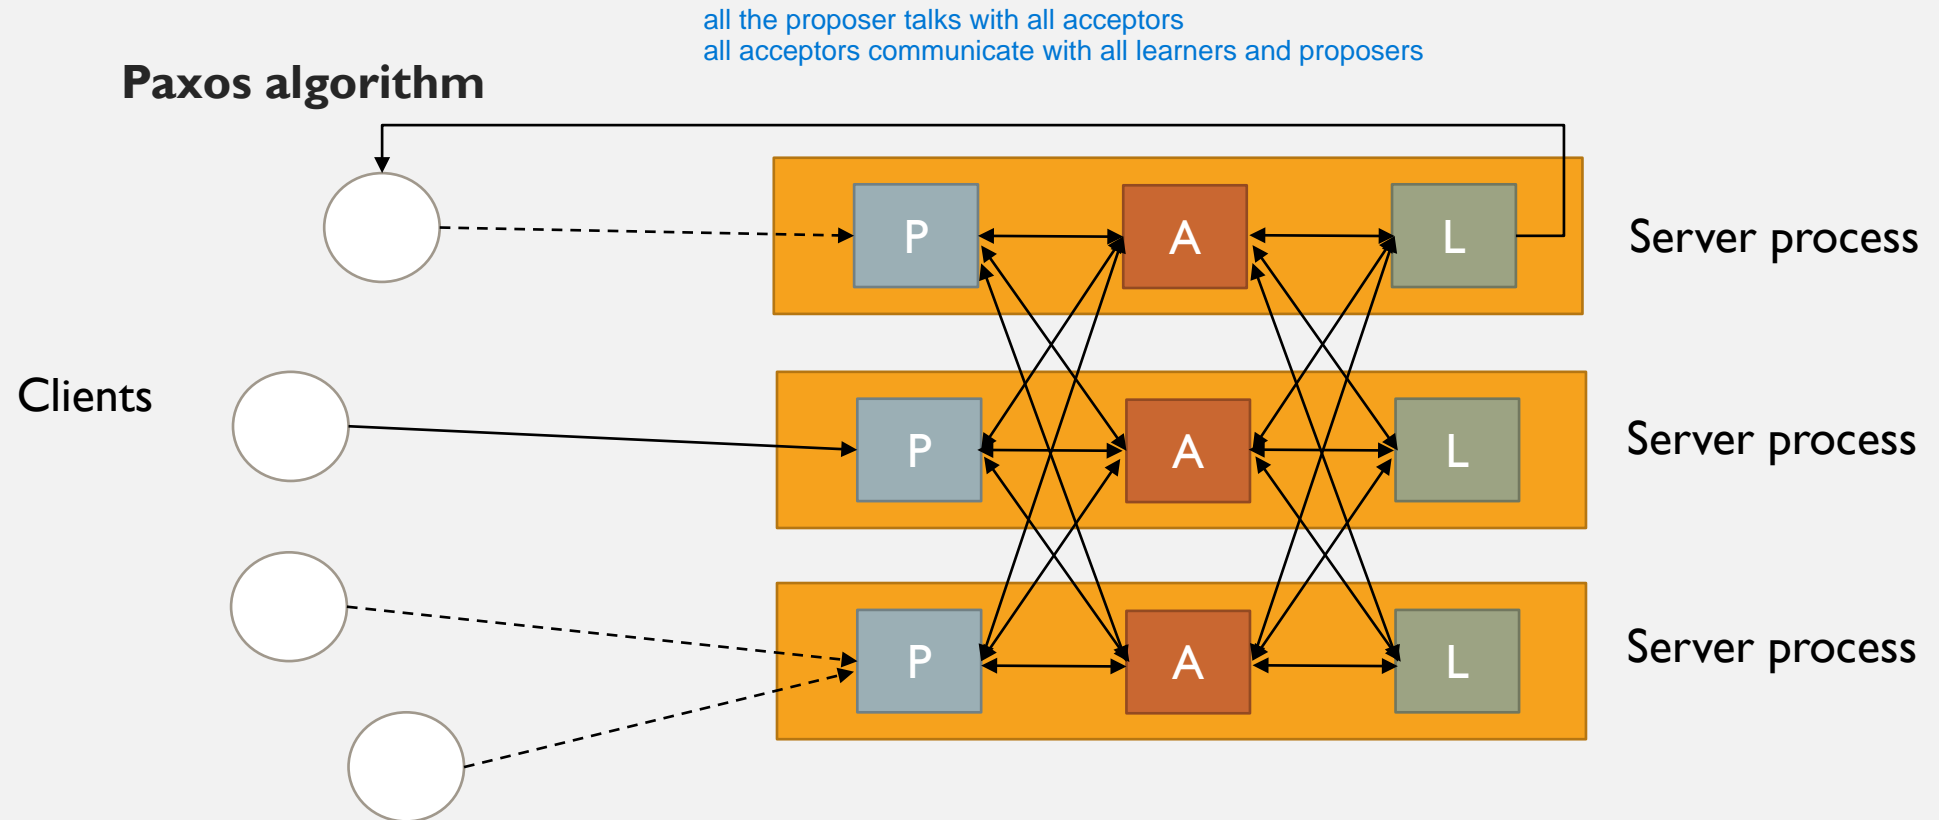 all the proposer talks with all acceptors
all acceptors communicate with all learners and proposers
Paxos algorithm
P
A
L
Server process
Clients
P
A
L
Server process
P
A
L
Server process